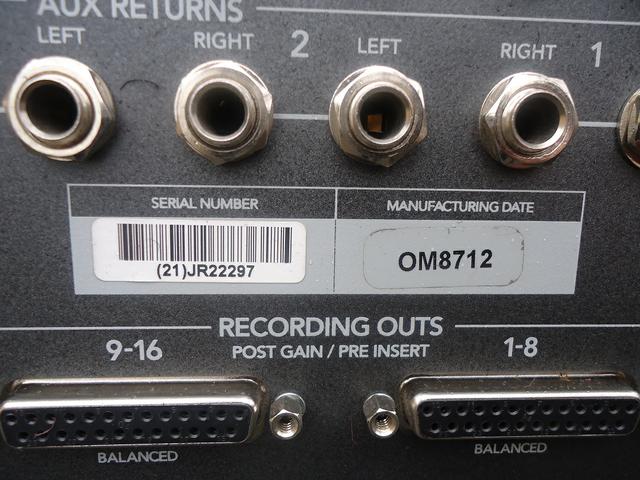 AUX RETURNS
LEFT RIGHT 2 LEFT RIGHT 1
SERIAL NUMBER MANUFACTURING DATE
(21)JR22297 OM8712
RECORDING OUTS
9-16 POST GAIN / PRE INSERT 1-8
BALANCED BALANCED